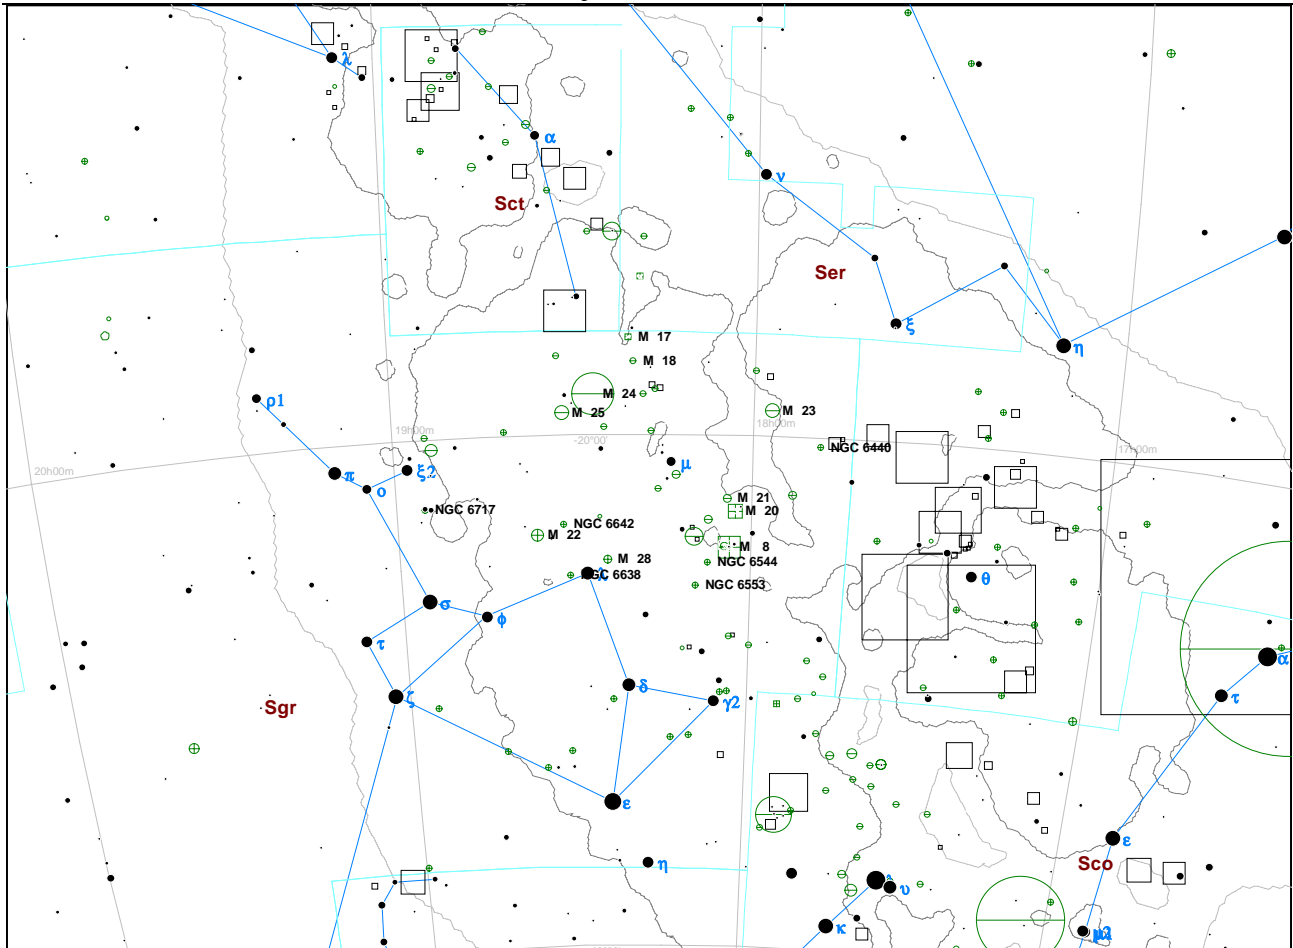 λ
α
ν
Sct
Ser
ξ
η
M 17
M 18
M 24
M 25
M 23
ρ1
19h00m
-20°00'
18h00m
17h00m
20h00m
NGC 6440
μ
π
ξ2
ο
M 21
M 20
NGC 6717
NGC 6642
M 22
M 8
M 28
NGC 6544
NGC 6638
λ
NGC 6553
θ
σ
φ
τ
α
δ
ζ
γ2
τ
Sgr
ε
ε
η
Sco
υ
κ